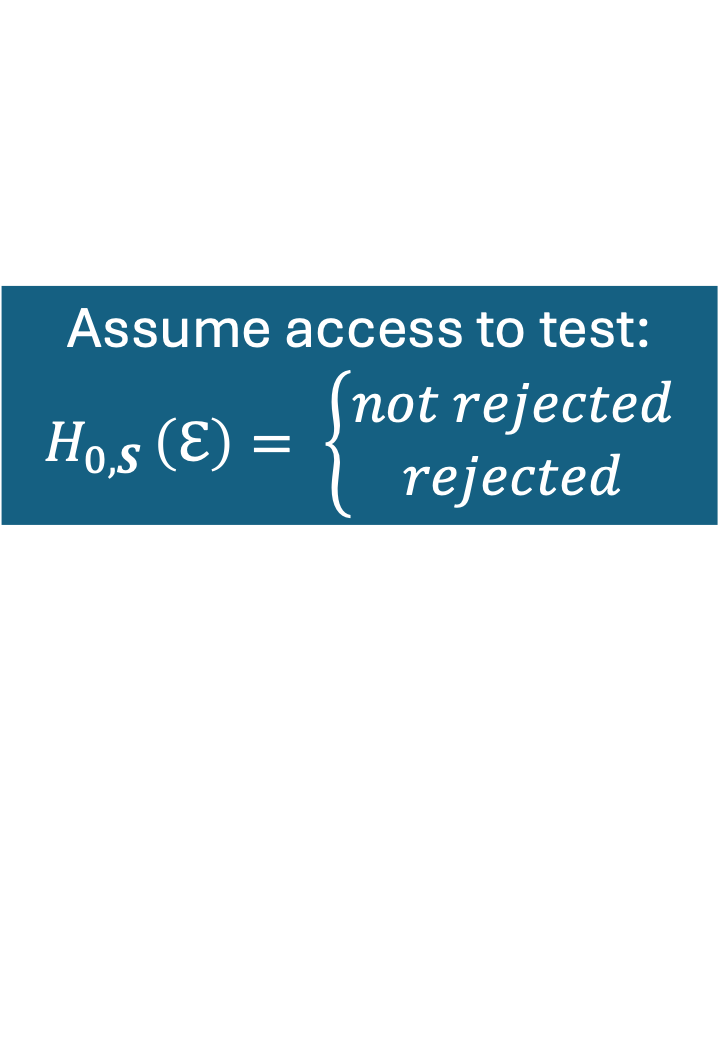 Assume access to test:
H₀,ₛ (Ɛ) = { not rejected
rejected